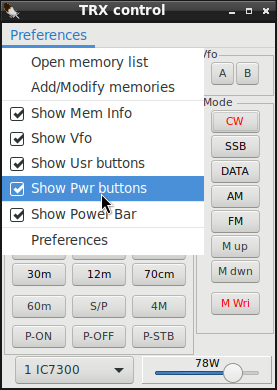 TRX control
Preferences
Open memory list
Add/Modify memories
Show Mem Info
Show Vfo
Show Usr buttons
Show Pwr buttons
Show Power Bar
Preferences
Vfo
A B
Mode
CW
SSB
DATA
AM
FM
M up
M dwn
M Wri
30m 12m 70cm
60m S/P 4M
P-ON P-OFF P-STB
1 IC7300
78W